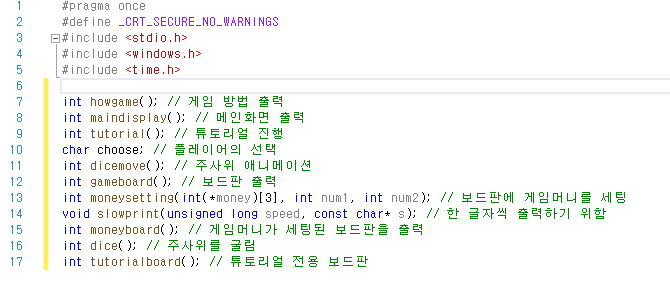 1 #pragma once
2 #define _CRT_SECURE_NO_WARNINGS
3 #include <stdio.h>
4 #include <windows.h>
5 #include <time.h>
6
7 int howgame(); // 게임 방법 출력
8 int maindisplay(); // 메인화면 출력
9 int tutorial(); // 튜토리얼 진행
10 char choose; // 플레이어의 선택
11 int dicemove(); // 주사위 애니메이션
12 int gameboard(); // 보드판 출력
13 int moneysetting(int(*money)[3], int num1, int num2); // 보드판에 게임머니를 세팅
14 void slowprint(unsigned long speed, const char* s); // 한 글자씩 출력하기 위함
15 int moneyboard(); // 게임머니가 세팅된 보드판을 출력
16 int dice(); // 주사위를 굴림
17 int tutorialboard(); // 튜토리얼 전용 보드판